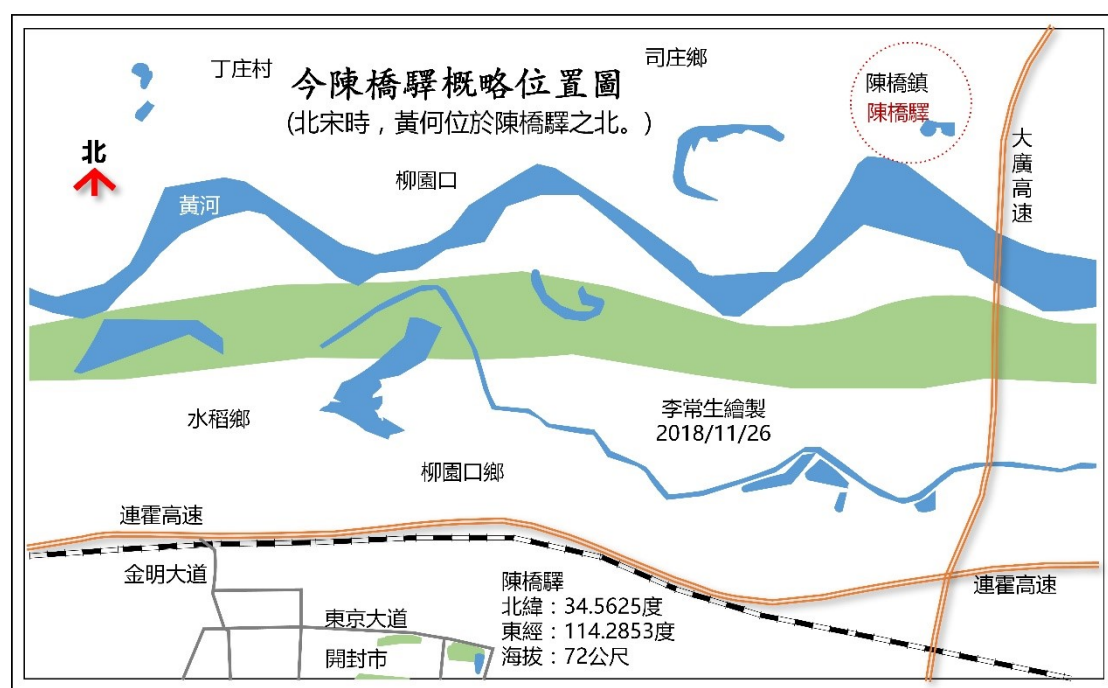 丁庄村
今陳橋驛概略位置圖
(北宋時，黃何位於陳橋驛之北。)
司庄鄉
陳橋鎮
陳橋驛
大廣高速
北
柳園口
黃河
水稻鄉
李常生繪製
2018/11/26
柳園口鄉
連霍高速
金明大道
東京大道
開封市
陳橋驛
北緯：34.5625度
東經：114.2853度
海拔：72公尺
連霍高速